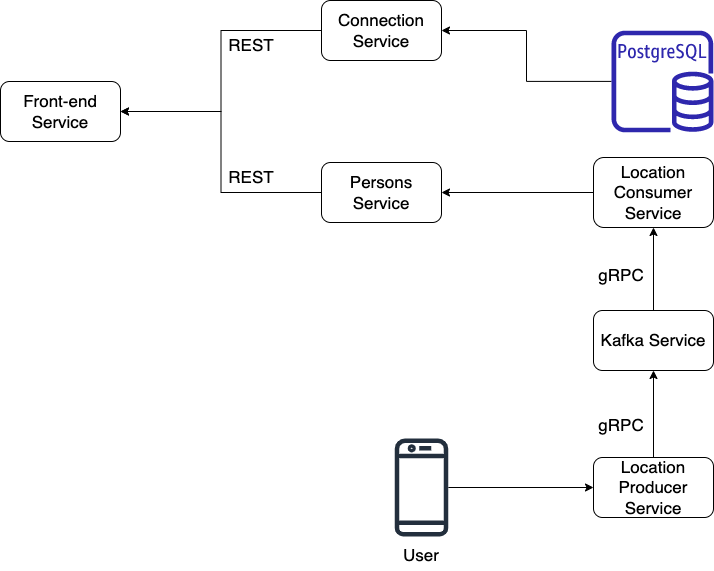 Connection
Service
REST
PostgreSQL
Front-end
Service
REST
Persons
Service
Location
Consumer
Service
gRPC
Kafka Service
gRPC
Location
Producer
Service
User